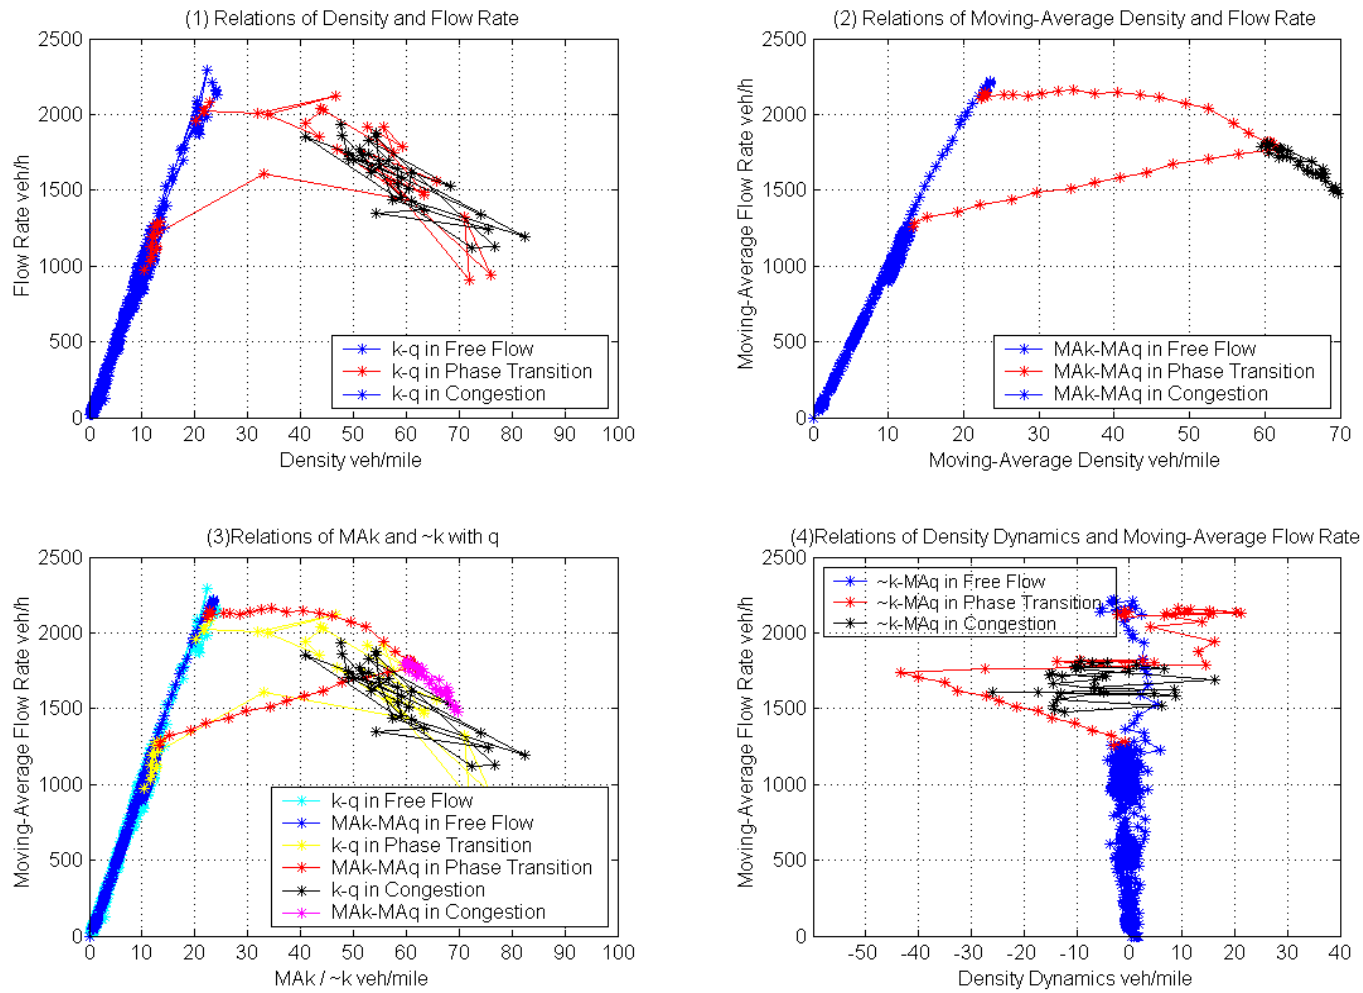 (1) Relations of Density and Flow Rate
2500
2000
1500
1000
500
0
Flow Rate veh/h
k-q in Free Flow
k-q in Phase Transition
k-q in Congestion
0 10 20 30 40 50 60 70 80 90 100
Density veh/mile
(2) Relations of Moving-Average Density and Flow Rate
2500
2000
1500
1000
500
0
Moving-Average Flow Rate veh/h
MAk-MAq in Free Flow
MAk-MAq in Phase Transition
MAk-MAq in Congestion
0 10 20 30 40 50 60 70
Moving-Average Density veh/mile
(3)Relations of MAk and ~k with q
2500
2000
1500
1000
500
0
Moving-Average Flow Rate veh/h
k-q in Free Flow
MAk-MAq in Free Flow
k-q in Phase Transition
MAk-MAq in Phase Transition
k-q in Congestion
MAk-MAq in Congestion
0 10 20 30 40 50 60 70 80 90 100
MAk / ~k veh/mile
(4)Relations of Density Dynamics and Moving-Average Flow Rate
2500
2000
1500
1000
500
0
Moving-Average Flow Rate veh/h
~k-MAq in Free Flow
~k-MAq in Phase Transition
~k-MAq in Congestion
-50 -40 -30 -20 -10 0 10 20 30 40
Density Dynamics veh/mile